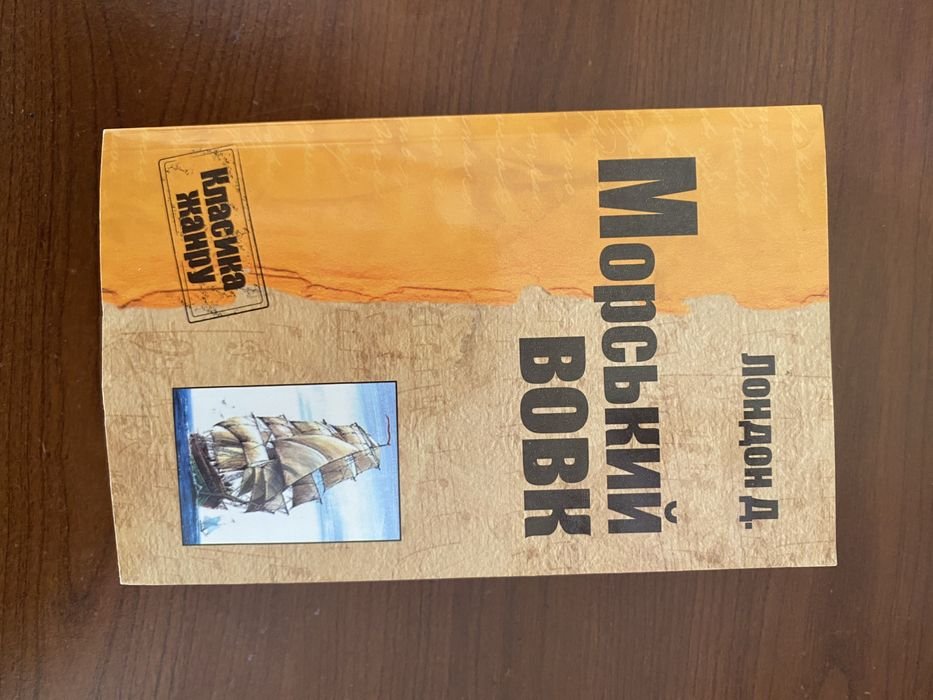 Лондон Д.
Морський
вовк
Класика
жанру